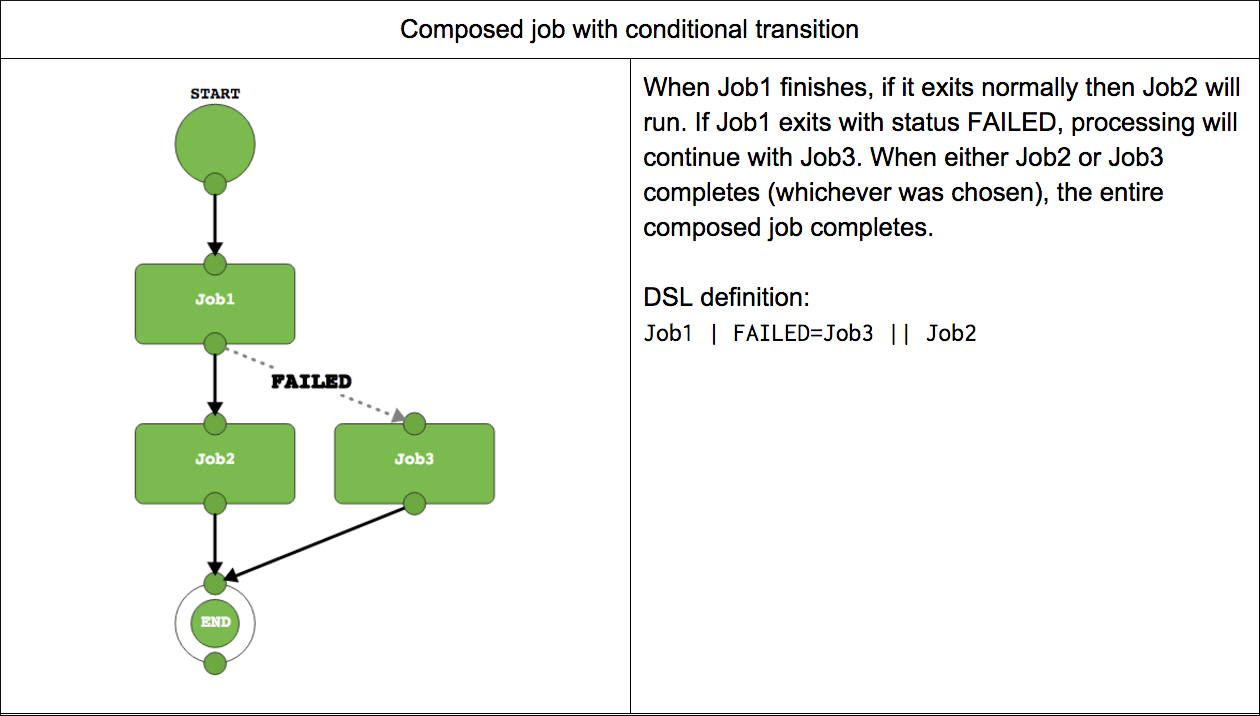 Composed job with conditional transition
START
Job1
FAILED
Job2
Job3
END
When Job1 finishes, if it exits normally then Job2 will
run. If Job1 exits with status FAILED, processing will
continue with Job3. When either Job2 or Job3
completes (whichever was chosen), the entire
composed job completes.
DSL definition:
Job1 | FAILED=Job3 || Job2